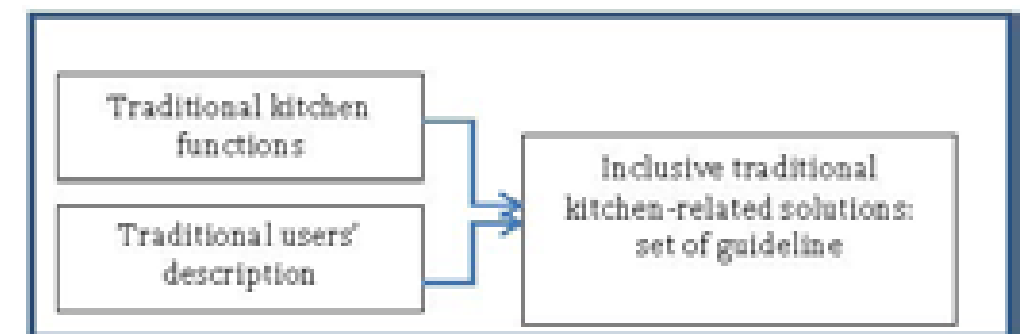 Traditional kitchen
functions
Traditional users'
description
Inclusive traditional
kitchen-related solutions:
set of guideline